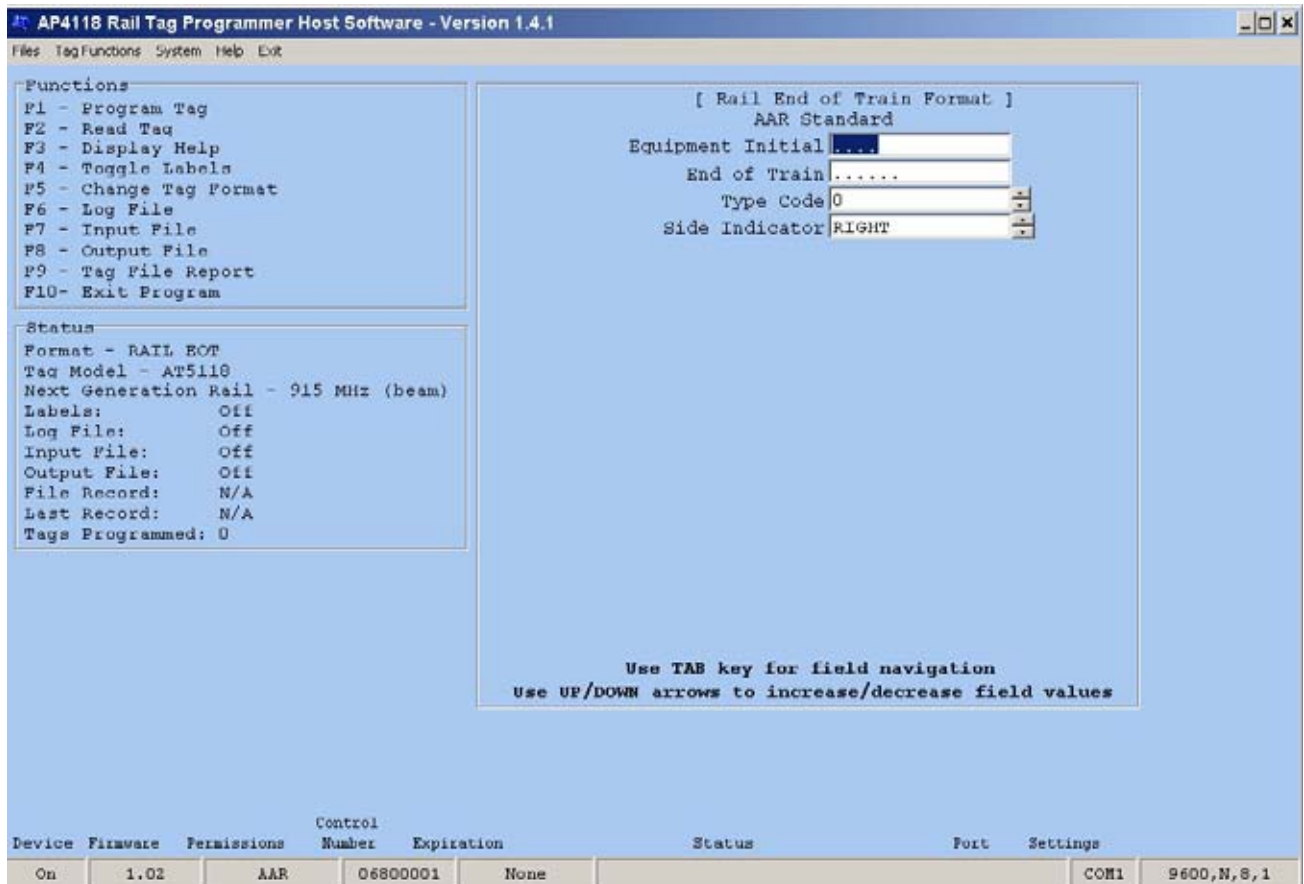 AP4118 Rail Tag Programmer Host Software - Version 1.4.1
Files Tag Functions System Help Exit
Functions
F1 - Program Tag
F2 - Read Tag
F3 - Display Help
F4 - Toggle Labels
F5 - Change Tag Format
F6 - Log File
F7 - Input File
F8 - Output File
F9 - Tag File Report
F10- Exit Program
Status
Format - RAIL EOT
Tag Model - AT5118
Next Generation Rail - 915 MHz (beam)
Labels: Off
Log File: Off
Input File: Off
Output File: Off
File Record: N/A
Last Record: N/A
Tags Programmed: 0
[ Rail End of Train Format ]
AAR Standard
Equipment Initial ....
End of Train ......
Type Code 0
Side Indicator RIGHT
Use TAB key for field navigation
Use UP/DOWN arrows to increase/decrease field values
Device Firmware Permissions Control Number Expiration Status Port Settings
On 1.02 AAR 06800001 None COM1 9600,N,8,1